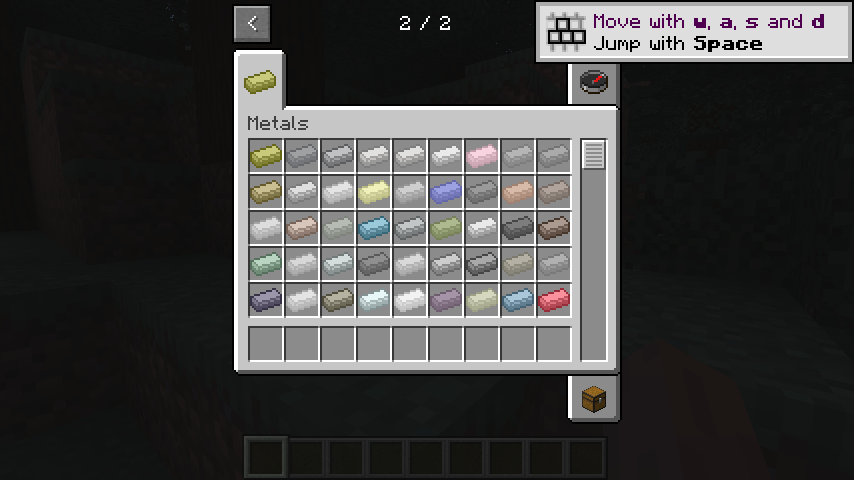 <
2 / 2
Move with w, a, s and d
Jump with Space
Metals